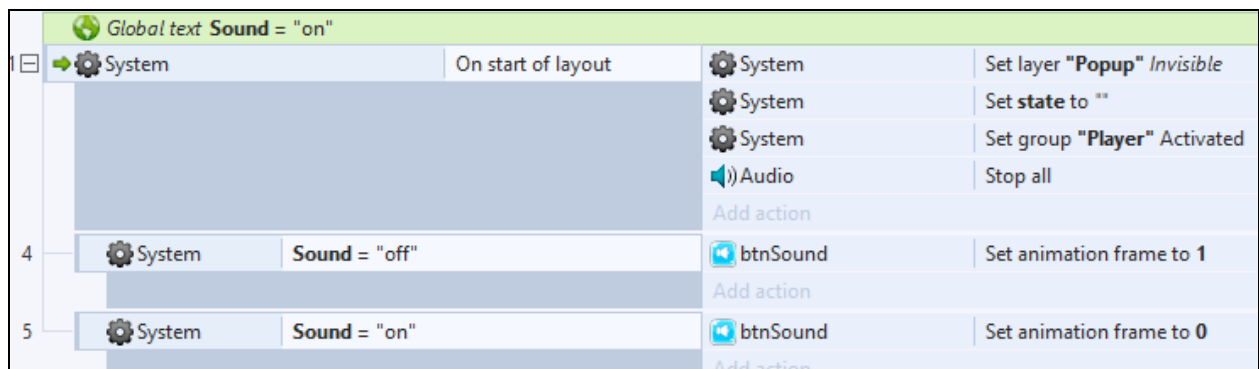 Global text Sound = "on"
1 System On start of layout System Set layer "Popup" Invisible
System Set state to ""
System Set group "Player" Activated
Audio Stop all
Add action
4 System Sound = "off" btnSound Set animation frame to 1
Add action
5 System Sound = "on" btnSound Set animation frame to 0
Add action